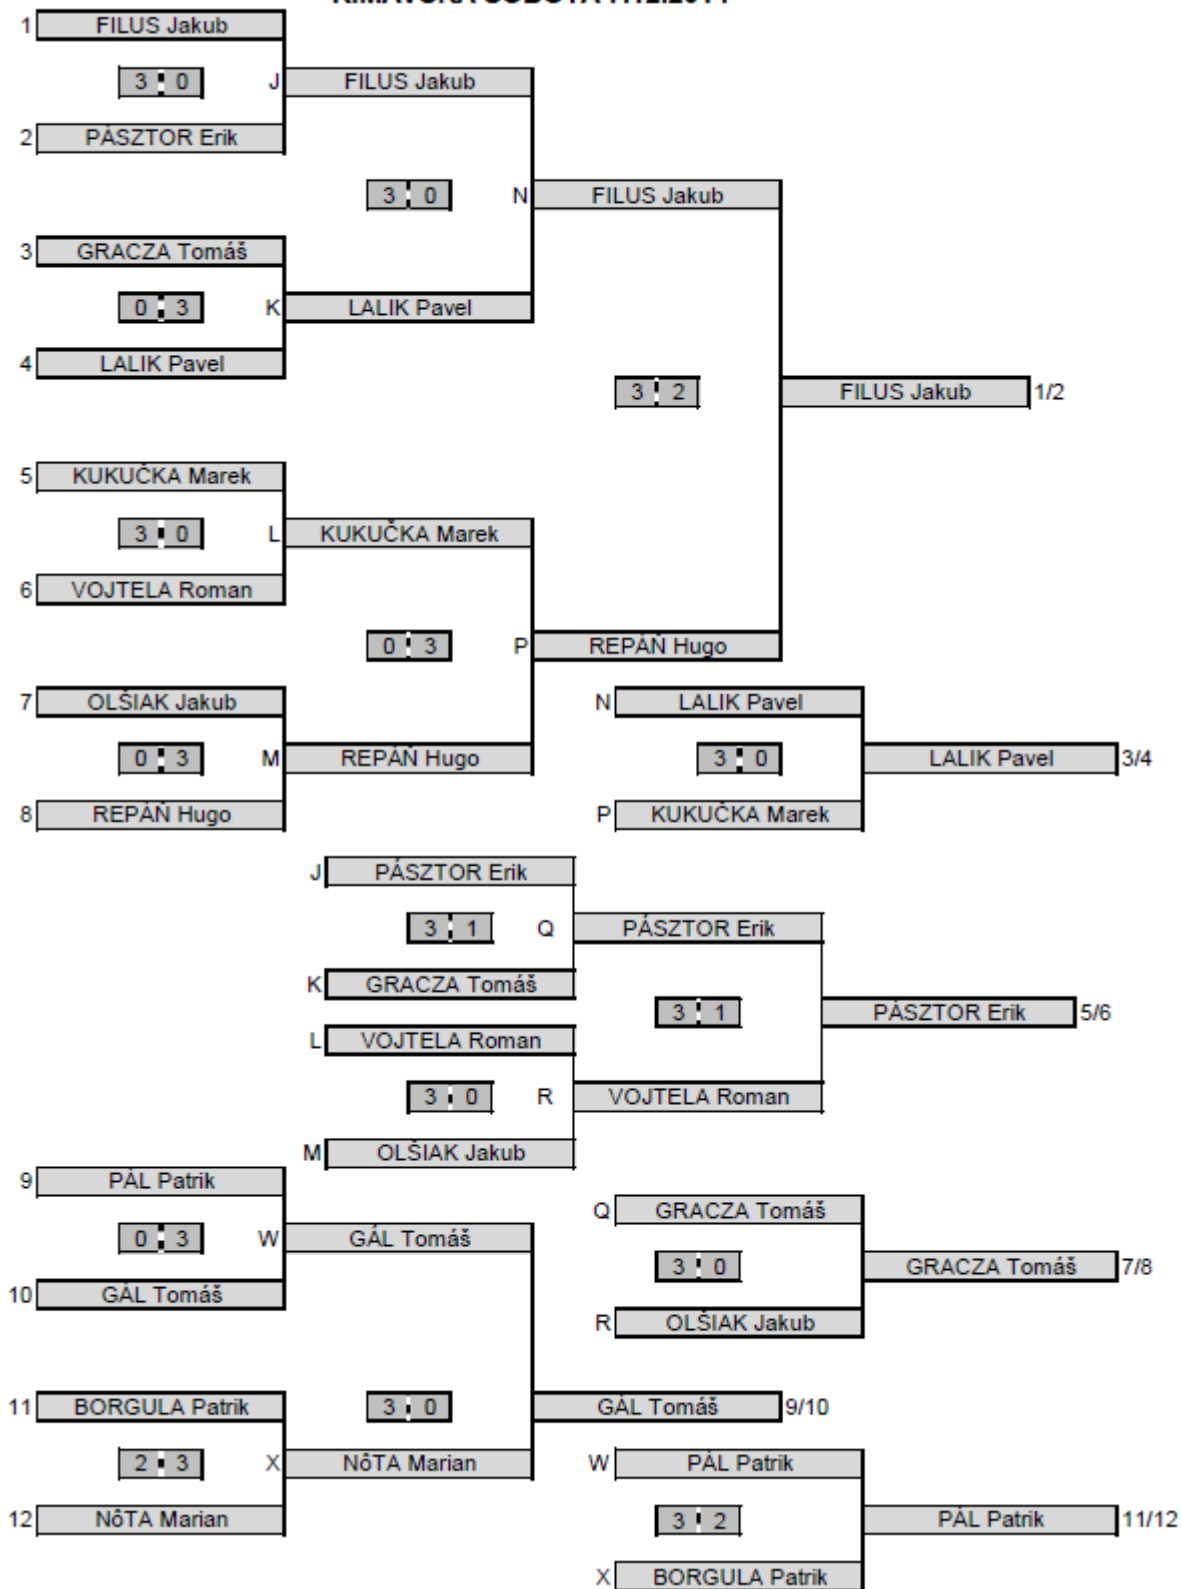 1 FILUS Jakub
3 : 0 J FILUS Jakub
2 PÁSZTOR Erik
3 : 0 N FILUS Jakub
3 GRACZA Tomáš
0 : 3 K LALIK Pavel
4 LALIK Pavel
3 : 2 FILUS Jakub 1/2
5 KUKUČKA Marek
3 : 0 L KUKUČKA Marek
6 VOJTELA Roman
0 : 3 P REPÁŇ Hugo
7 OLŠIAK Jakub N LALIK Pavel
0 : 3 M REPÁŇ Hugo 3 : 0 LALIK Pavel 3/4
8 REPÁŇ Hugo P KUKUČKA Marek
J PÁSZTOR Erik
3 : 1 Q PÁSZTOR Erik
K GRACZA Tomáš
3 : 1 PÁSZTOR Erik 5/6
L VOJTELA Roman
3 : 0 R VOJTELA Roman
M OLŠIAK Jakub
9 PÁL Patrik
Q GRACZA Tomáš
0 : 3 W GÁL Tomáš
3 : 0 GRACZA Tomáš 7/8
10 GÁL Tomáš
R OLŠIAK Jakub
11 BORGULA Patrik 3 : 0 GÁL Tomáš 9/10
2 : 3 X NôTA Marian W PÁL Patrik
12 NôTA Marian 3 : 2 PÁL Patrik 11/12
X BORGULA Patrik